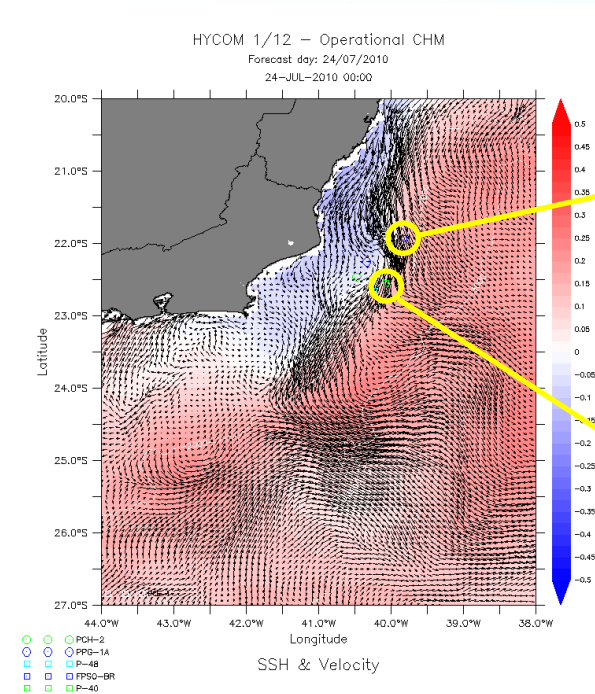 HYCOM 1/12 - Operational CHM
Forecast day: 24/07/2010
24-JUL-2010 00:00
20.0°S
21.0°S
22.0°S
23.0°S
24.0°S
25.0°S
26.0°S
27.0°S
Latitude
44.0°W 43.0°W 42.0°W 41.0°W 40.0°W 39.0°W 38.0°W
Longitude
SSH & Velocity
0.5
0.45
0.4
0.35
0.3
0.25
0.2
0.15
0.1
0.05
0
-0.05
-0.1
-0.15
-0.2
-0.25
-0.3
-0.35
-0.4
-0.45
-0.5
PCH-2
PPG-1A
P-48
FPSO-BR
P-40